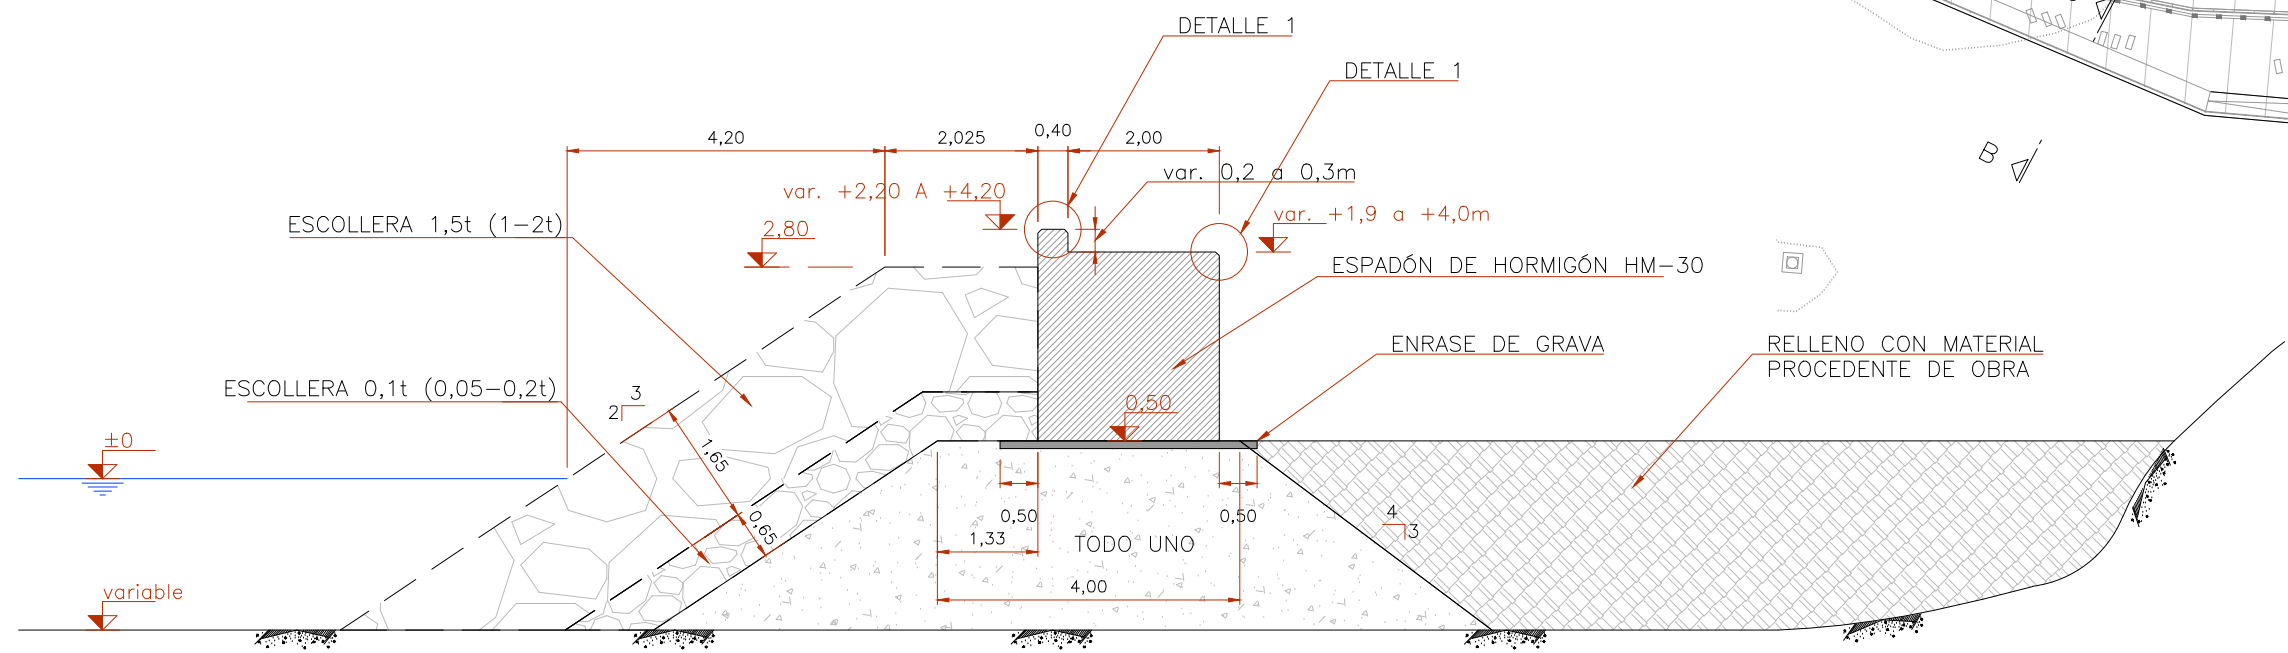 DETALLE 1
DETALLE 1
4,20
2,025
0,40
2,00
B
var. 0,2 a 0,3m
var. +2,20 A +4,20
var. +1,9 a +4,0m
ESCOLLERA 1,5t (1-2t)
2,80
ESPADÓN DE HORMIGÓN HM-30
ENRASE DE GRAVA
RELLENO CON MATERIAL
PROCEDENTE DE OBRA
ESCOLLERA 0,1t (0,05-0,2t)
3
2
0,50
±0
1,65
0,65
0,50
0,50
4
3
1,33
TODO UNO
4,00
variable